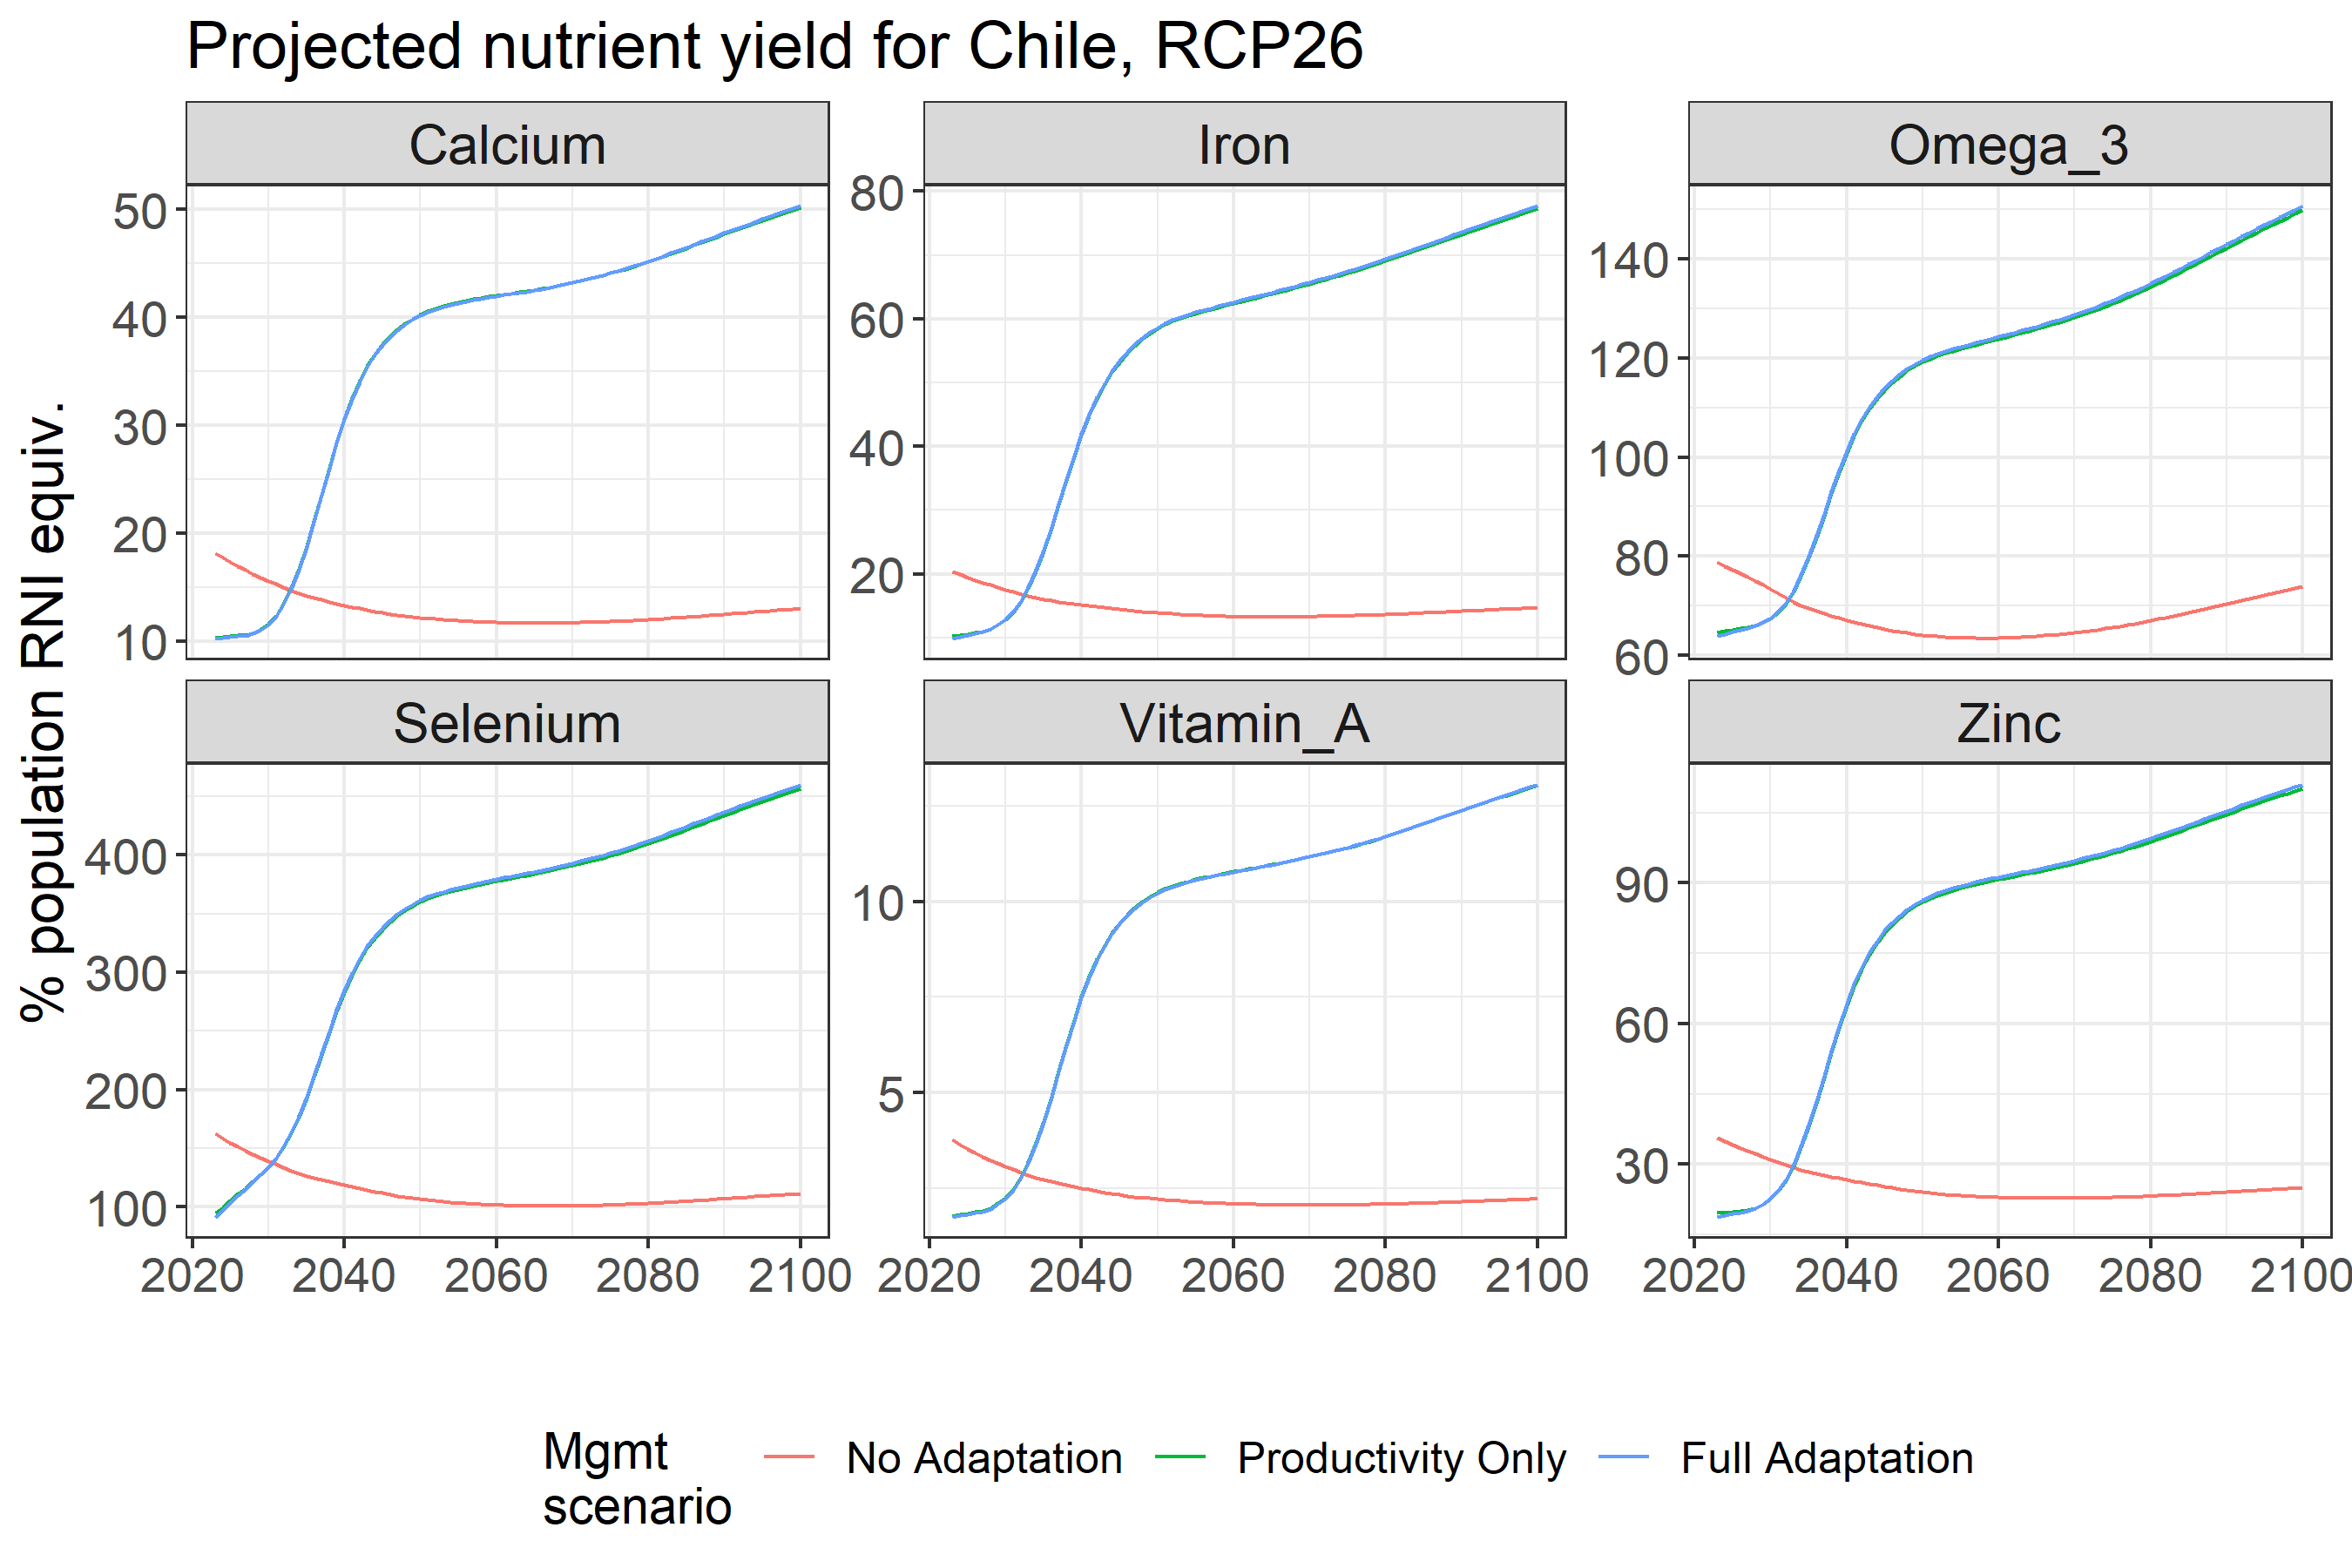 Projected nutrient yield for Chile, RCP26
Calcium
Iron
Omega_3
50
40
30
20
10
80
60
40
20
140
120
100
80
60
% population RNI equiv.
Selenium
Vitamin_A
Zinc
400
300
200
100
10
5
90
60
30
2020 2040 2060 2080 2100
2020 2040 2060 2080 2100
2020 2040 2060 2080 2100
Mgmt
scenario
No Adaptation
Productivity Only
Full Adaptation